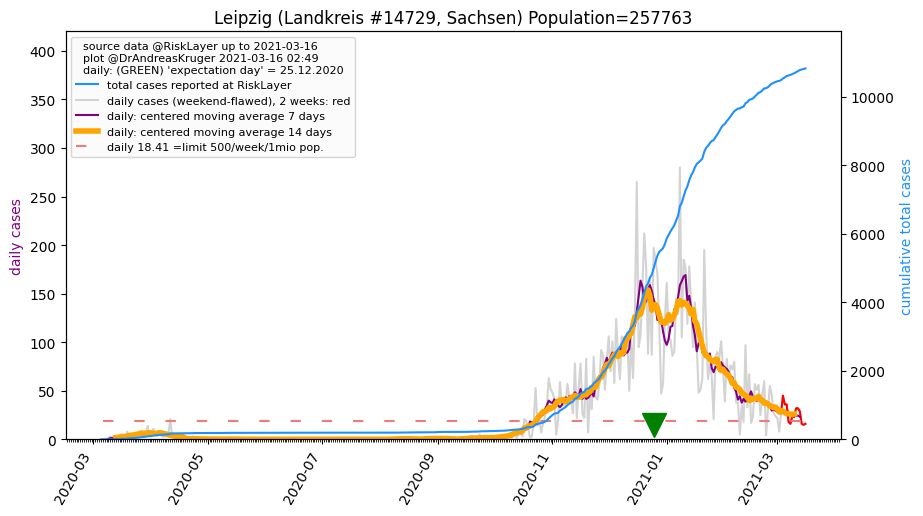 Leipzig (Landkreis #14729, Sachsen) Population=257763
source data @RiskLayer up to 2021-03-16
plot @DrAndreasKruger 2021-03-16 02:49
daily: (GREEN) 'expectation day' = 25.12.2020
total cases reported at RiskLayer
daily cases (weekend-flawed), 2 weeks: red
daily: centered moving average 7 days
daily: centered moving average 14 days
daily 18.41 =limit 500/week/1mio pop.
daily cases
400
350
300
250
200
150
100
50
0
cumulative total cases
10000
8000
6000
4000
2000
0
2020-03
2020-05
2020-07
2020-09
2020-11
2021-01
2021-03